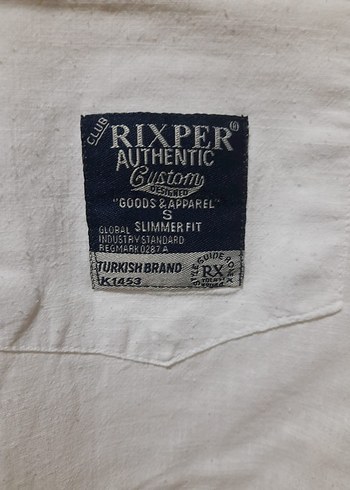 CLUB
RIXPER®
AUTHENTIC
Custom
DESIGNED
"GOODS & APPAREL"
S
SLIMMER FIT
GLOBAL
INDUSTRY STANDARD
REGMARK 0287 A
TURKISH BRAND
K1453
RX